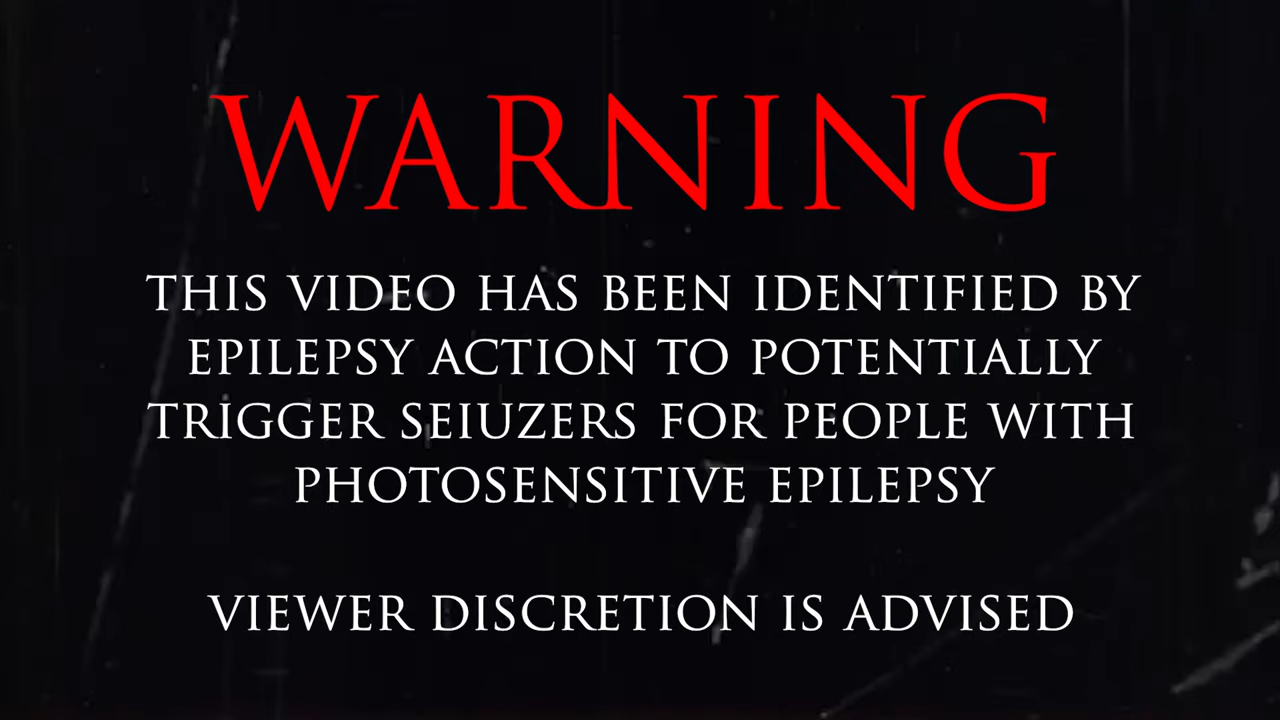 WARNING
THIS VIDEO HAS BEEN IDENTIFIED BY
EPILEPSY ACTION TO POTENTIALLY
TRIGGER SEIUZERS FOR PEOPLE WITH
PHOTOSENSITIVE EPILEPSY
VIEWER DISCRETION IS ADVISED